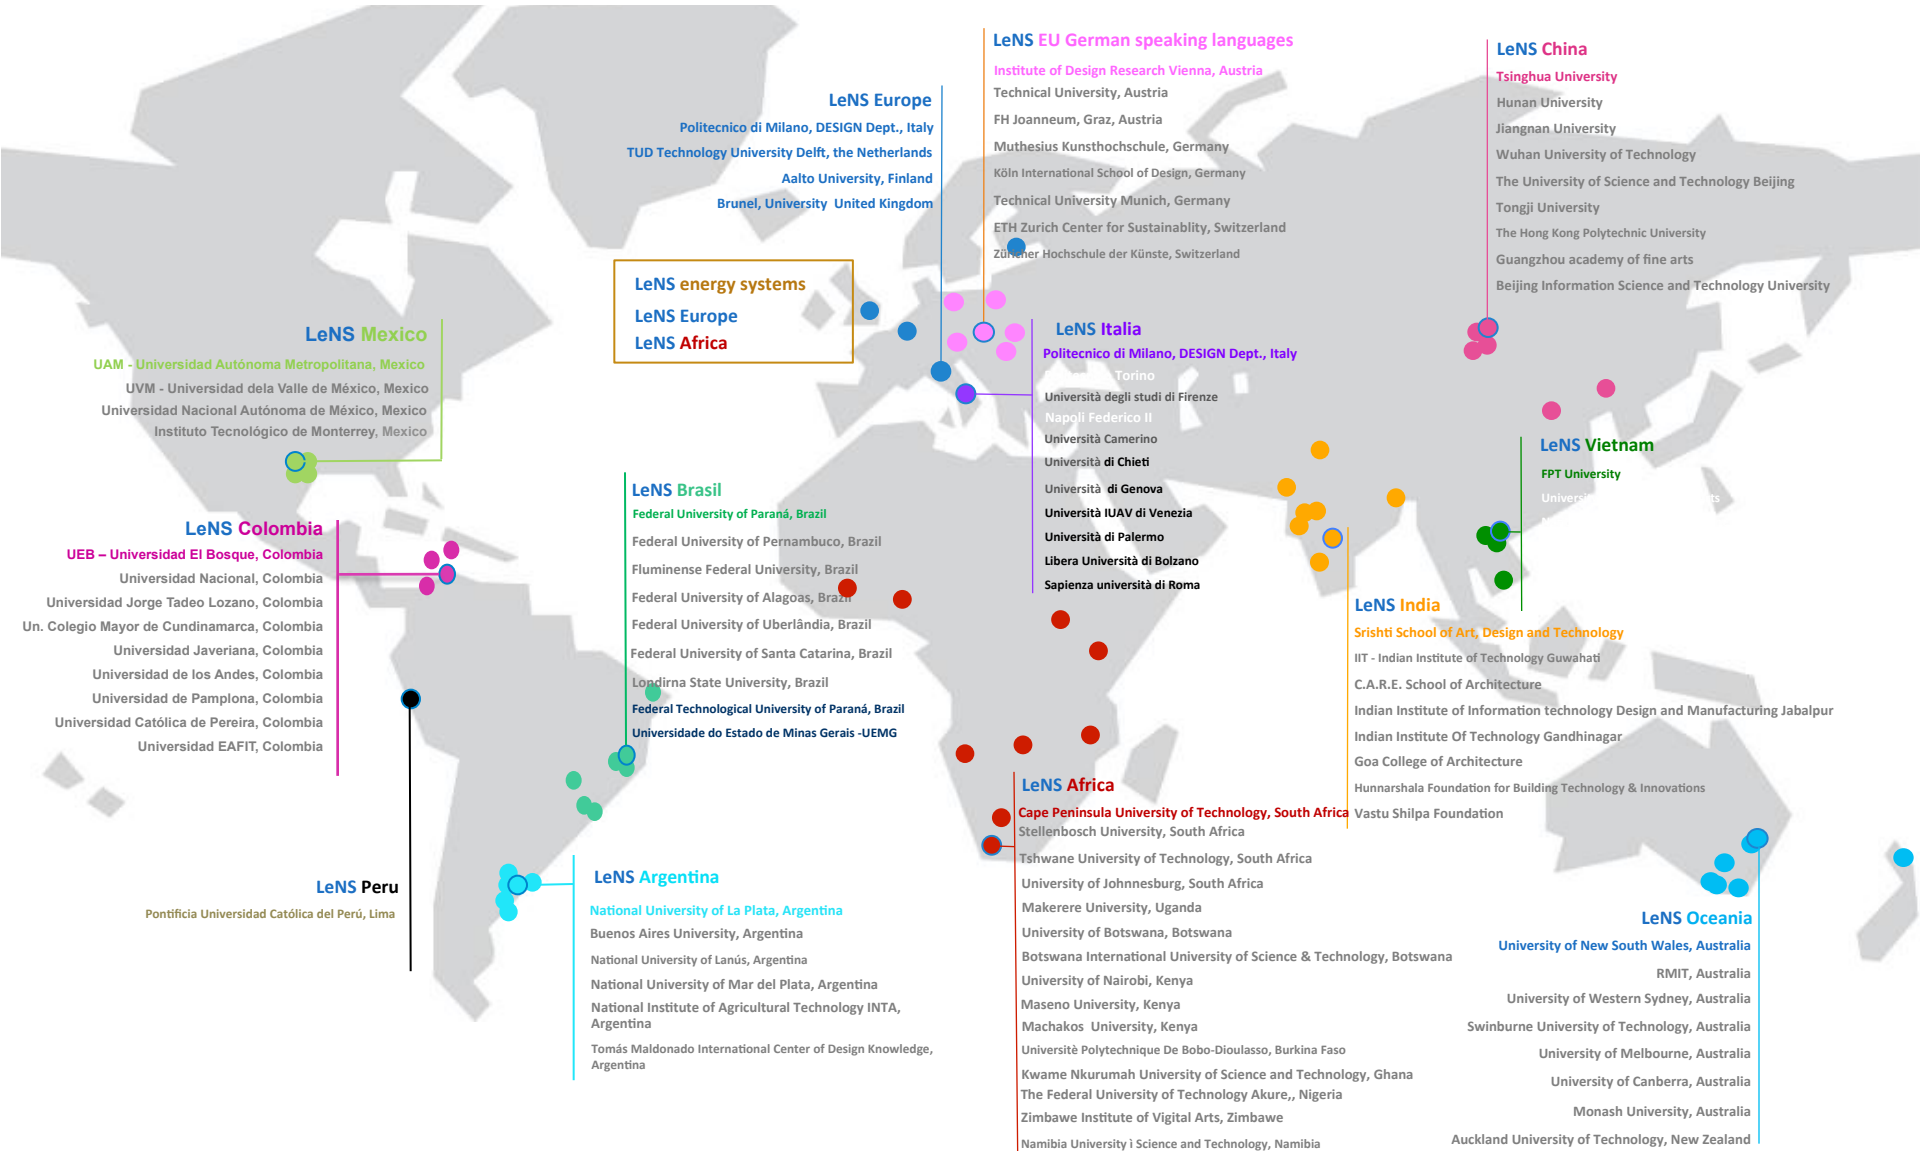 LeNS EU German speaking languages
Institute of Design Research Vienna, Austria
Technical University, Austria
FH Joanneum, Graz, Austria
Muthesius Kunsthochschule, Germany
Köln International School of Design, Germany
Technical University Munich, Germany
ETH Zurich Center for Sustainablity, Switzerland
Züricher Hochschule der Künste, Switzerland
LeNS China
Tsinghua University
Hunan University
Jiangnan University
Wuhan University of Technology
The University of Science and Technology Beijing
Tongji University
The Hong Kong Polytechnic University
Guangzhou academy of fine arts
Beijing Information Science and Technology University
LeNS Europe
Politecnico di Milano, DESIGN Dept., Italy
TUD Technology University Delft, the Netherlands
Aalto University, Finland
Brunel, University United Kingdom
LeNS energy systems
LeNS Europe
LeNS Africa
LeNS Mexico
UAM - Universidad Autónoma Metropolitana, Mexico
UVM - Universidad dela Valle de México, Mexico
Universidad Nacional Autónoma de México, Mexico
Instituto Tecnológico de Monterrey, Mexico
LeNS Italia
Politecnico di Milano, DESIGN Dept., Italy
Torino
Università degli studi di Firenze
Napoli Federico II
Università Camerino
Università di Chieti
Università di Genova
Università IUAV di Venezia
Università di Palermo
Libera Università di Bolzano
Sapienza università di Roma
LeNS Vietnam
FPT University
LeNS Colombia
UEB – Universidad El Bosque, Colombia
Universidad Nacional, Colombia
Universidad Jorge Tadeo Lozano, Colombia
Un. Colegio Mayor de Cundinamarca, Colombia
Universidad Javeriana, Colombia
Universidad de los Andes, Colombia
Universidad de Pamplona, Colombia
Universidad Católica de Pereira, Colombia
Universidad EAFIT, Colombia
LeNS Brasil
Federal University of Paraná, Brazil
Federal University of Pernambuco, Brazil
Fluminense Federal University, Brazil
Federal University of Alagoas, Brazil
Federal University of Uberlândia, Brazil
Federal University of Santa Catarina, Brazil
Londirna State University, Brazil
Federal Technological University of Paraná, Brazil
Universidade do Estado de Minas Gerais -UEMG
LeNS India
Srishti School of Art, Design and Technology
IIT - Indian Institute of Technology Guwahati
C.A.R.E. School of Architecture
Indian Institute of Information technology Design and Manufacturing Jabalpur
Indian Institute Of Technology Gandhinagar
Goa College of Architecture
Hunnarshala Foundation for Building Technology & Innovations
Vastu Shilpa Foundation
LeNS Africa
Cape Peninsula University of Technology, South Africa
Stellenbosch University, South Africa
Tshwane University of Technology, South Africa
University of Johnnesburg, South Africa
Makerere University, Uganda
University of Botswana, Botswana
Botswana International University of Science & Technology, Botswana
University of Nairobi, Kenya
Maseno University, Kenya
Machakos University, Kenya
Universitè Polytechnique De Bobo-Dioulasso, Burkina Faso
Kwame Nkurumah University of Science and Technology, Ghana
The Federal University of Technology Akure,, Nigeria
Zimbawe Institute of Vigital Arts, Zimbawe
Namibia University ì Science and Technology, Namibia
LeNS Peru
Pontificia Universidad Católica del Perú, Lima
LeNS Argentina
National University of La Plata, Argentina
Buenos Aires University, Argentina
National University of Lanús, Argentina
National University of Mar del Plata, Argentina
National Institute of Agricultural Technology INTA,
Argentina
Tomás Maldonado International Center of Design Knowledge,
Argentina
LeNS Oceania
University of New South Wales, Australia
RMIT, Australia
University of Western Sydney, Australia
Swinburne University of Technology, Australia
University of Melbourne, Australia
University of Canberra, Australia
Monash University, Australia
Auckland University of Technology, New Zealand